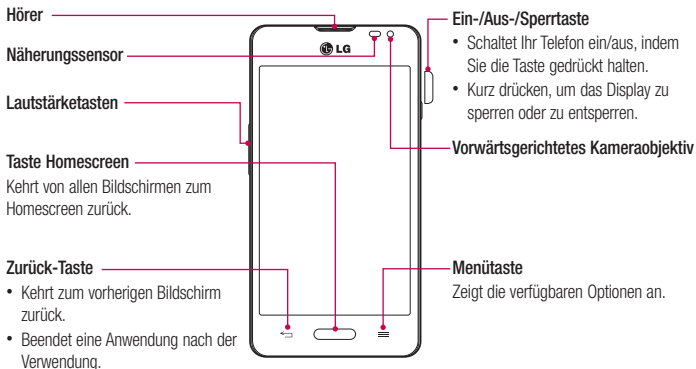 Hörer
Näherungssensor
Lautstärketasten
Taste Homescreen
Kehrt von allen Bildschirmen zum
Homescreen zurück.
Zurück-Taste
• Kehrt zum vorherigen Bildschirm
zurück.
• Beendet eine Anwendung nach der
Verwendung.
LG
Ein-/Aus-/Sperrtaste
• Schaltet Ihr Telefon ein/aus, indem
Sie die Taste gedrückt halten.
• Kurz drücken, um das Display zu
sperren oder zu entsperren.
Vorwärtsgerichtetes Kameraobjektiv
Menütaste
Zeigt die verfügbaren Optionen an.